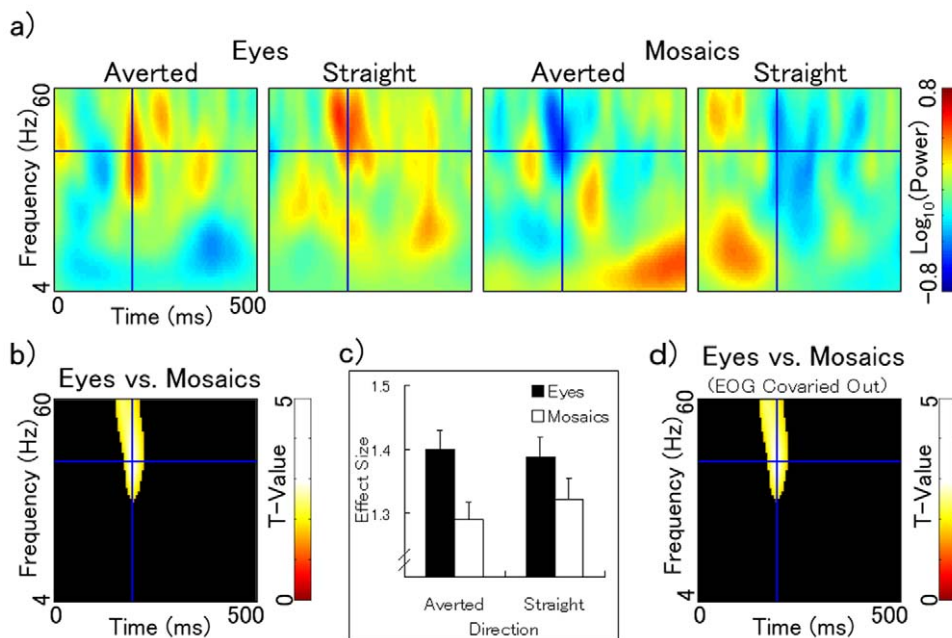 a)
Eyes
Mosaics
Averted
Straight
Averted
Straight
60
Frequency (Hz)
4
0
500
Time (ms)
0.8
Log10(Power)
−0.8
b)
Eyes vs. Mosaics
60
Frequency (Hz)
4
0
500
Time (ms)
5
T-Value
0
c)
1.5
1.4
1.3
Effect Size
Eyes
Mosaics
Averted
Straight
Direction
d)
Eyes vs. Mosaics
(EOG Covaried Out)
60
Frequency (Hz)
4
0
500
Time (ms)
5
T-Value
0